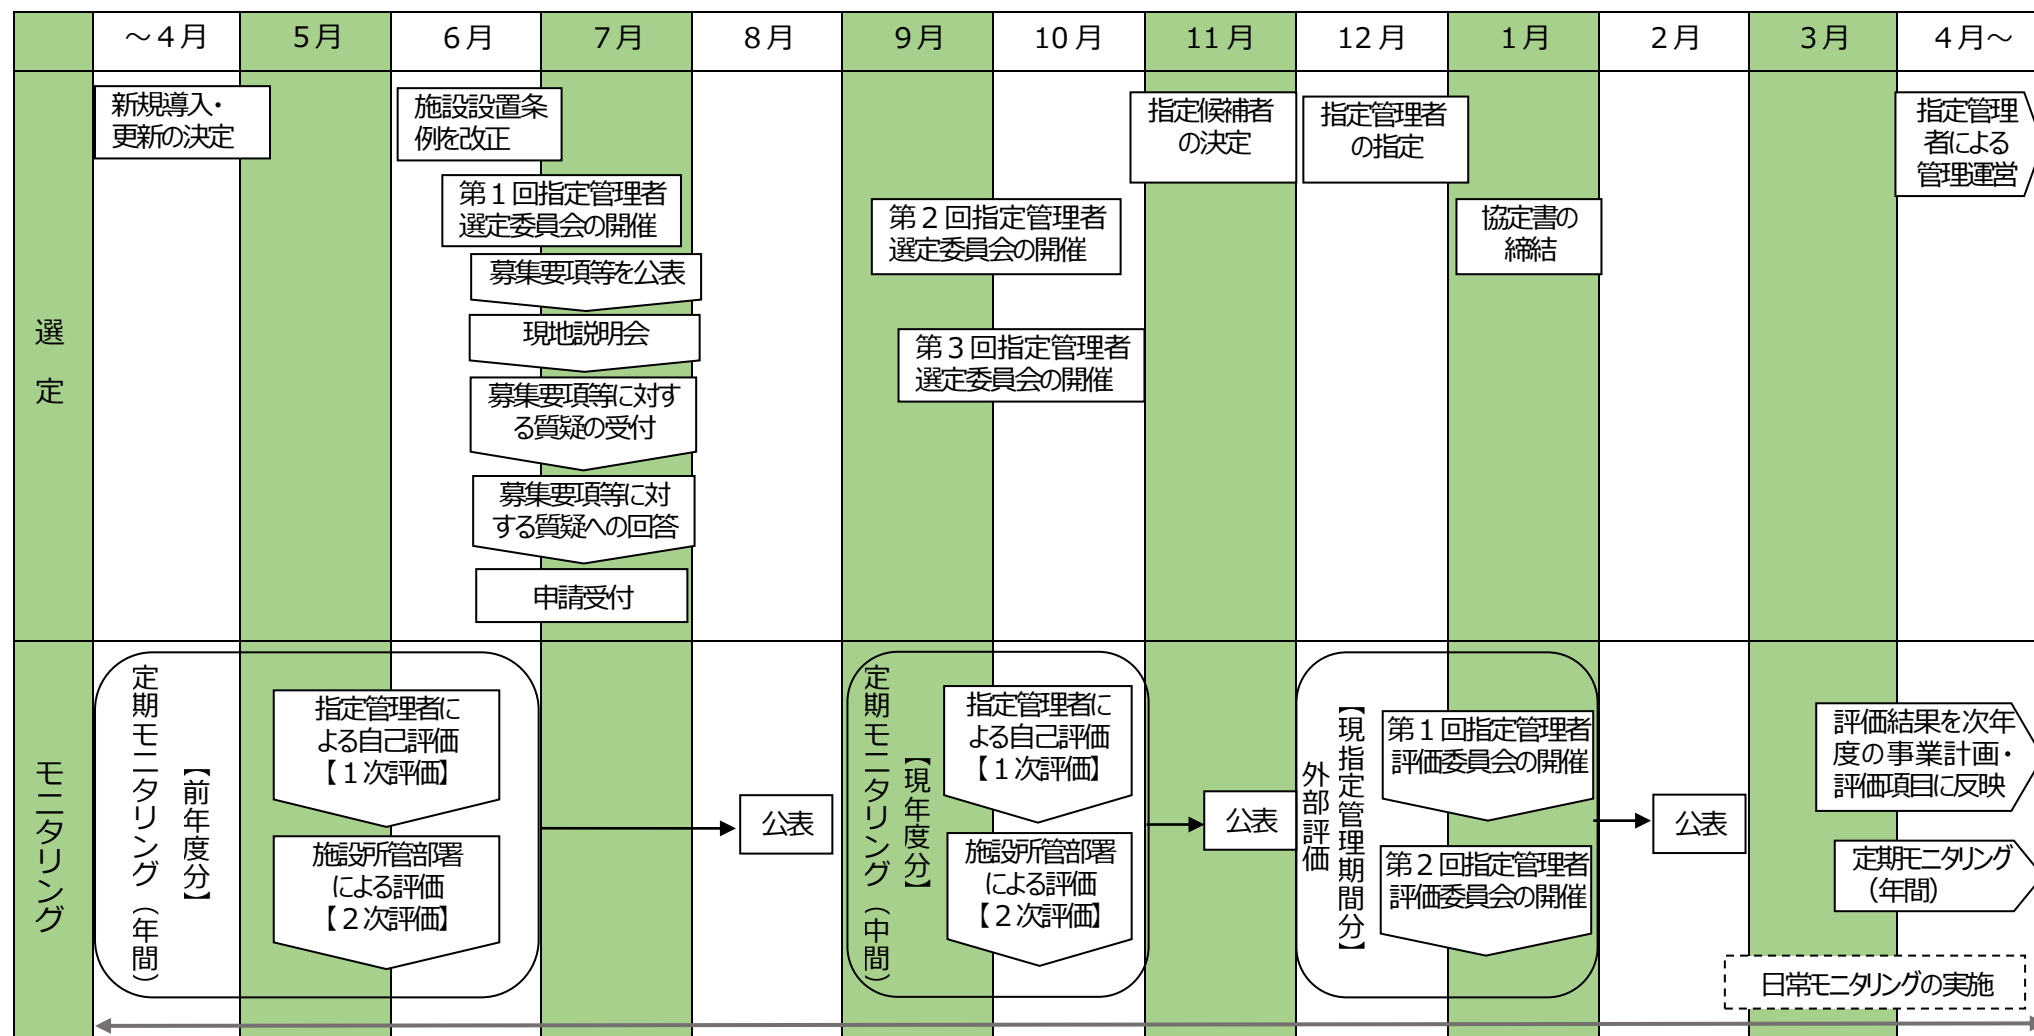 ～４月
５月
６月
７月
８月
９月
10 月
11 月
12 月
１月
２月
３月
４月～
選定
新規導入・
更新の決定
施設設置条
例を改正
第１回指定管理者
選定委員会の開催
募集要項等を公表
現地説明会
募集要項等に対す
る質疑の受付
募集要項等に対
する質疑への回答
申請受付
第２回指定管理者
選定委員会の開催
第３回指定管理者
選定委員会の開催
指定候補者
の決定
指定管理者
の指定
協定書の
締結
指定管理
者による
管理運営
モニタリング
定期モニタリング（年間）
【前年度分】
指定管理者に
よる自己評価
【１次評価】
施設所管部署
による評価
【２次評価】
公表
定期モニタリング（中間）
【現年度分】
指定管理者に
よる自己評価
【１次評価】
施設所管部署
による評価
【２次評価】
公表
外部評価
【現指定管理期間分】
第１回指定管理者
評価委員会の開催
第２回指定管理者
評価委員会の開催
公表
評価結果を次年
度の事業計画・
評価項目に反映
定期モニタリング
（年間）
日常モニタリングの実施